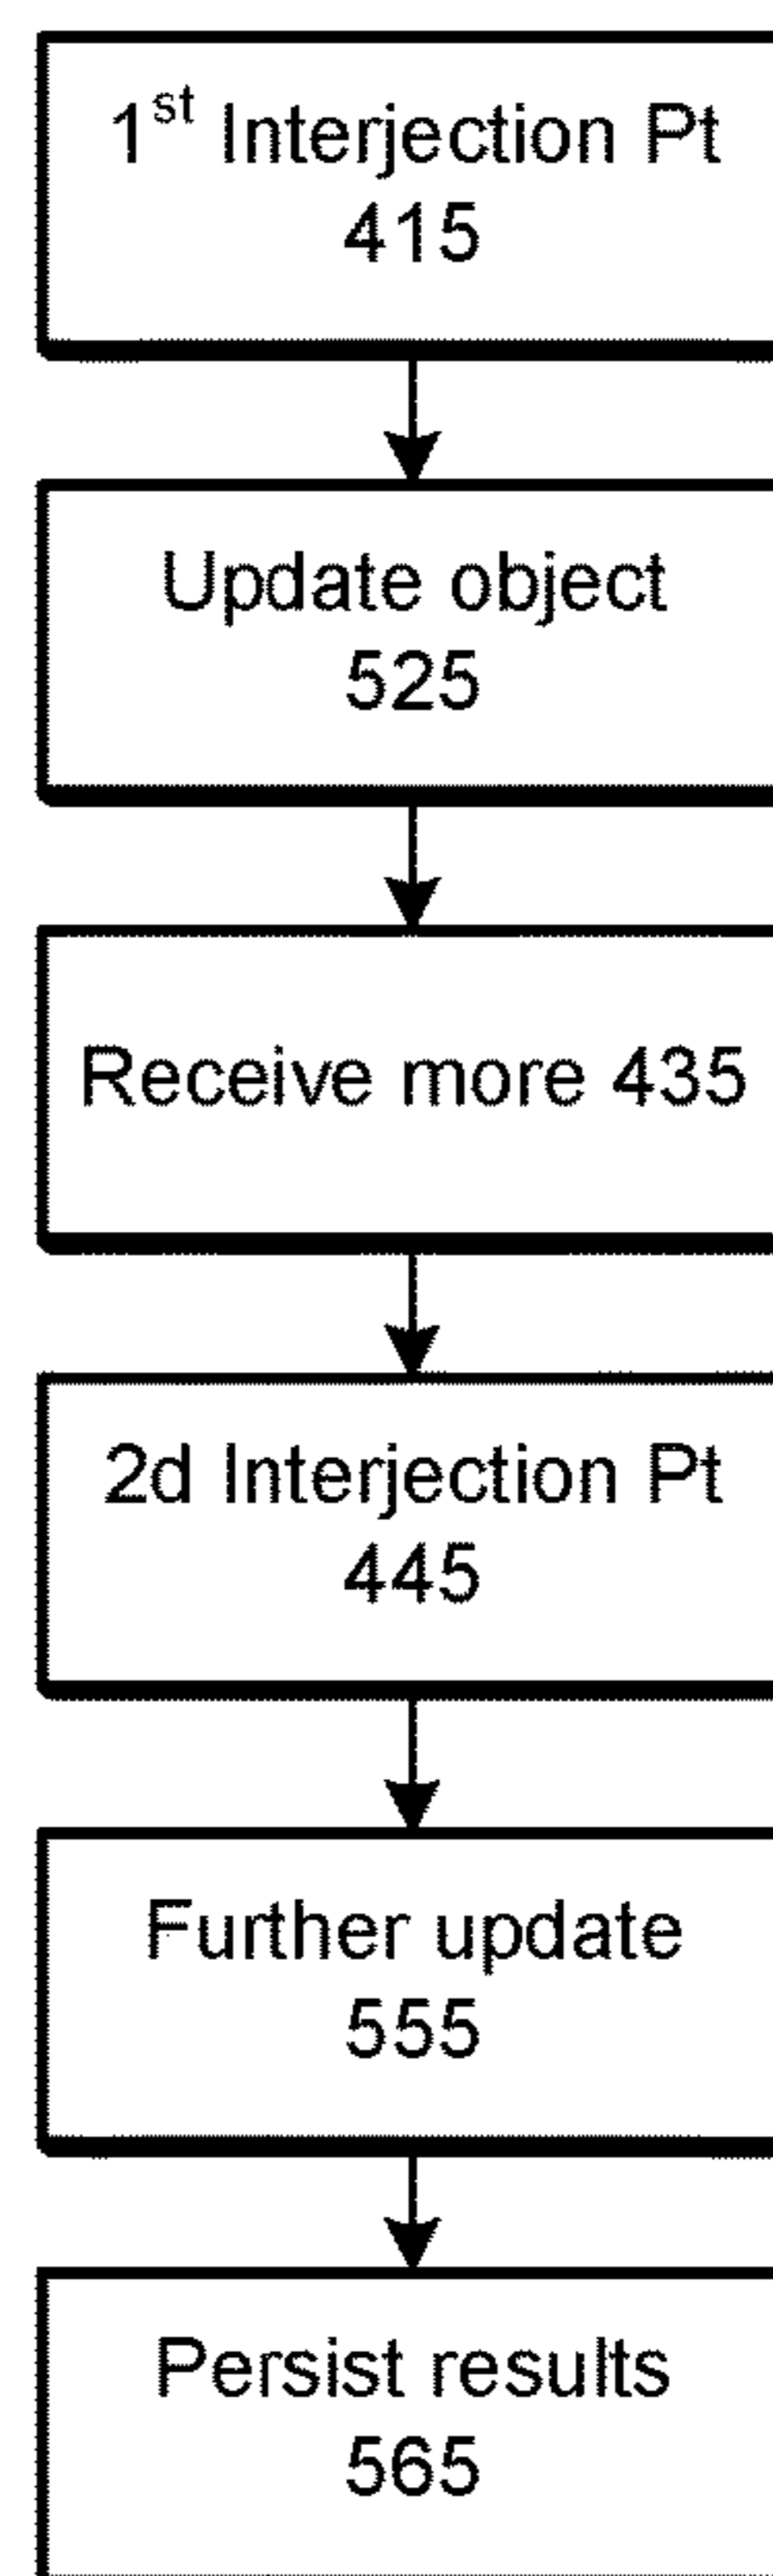 1st Interjection Pt
415
Update object
525
Receive more 435
2d Interjection Pt
445
Further update
555
Persist results
565